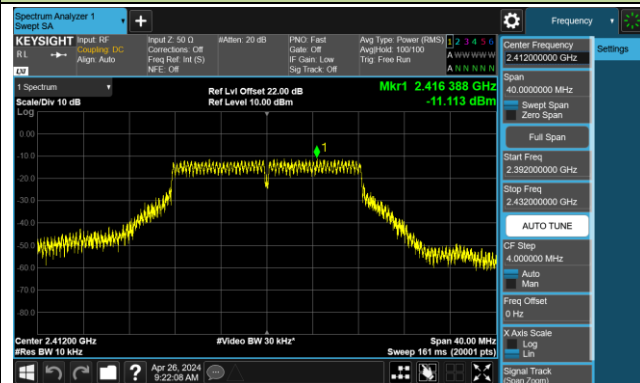 Spectrum Analyzer 1
Swept SA
Frequency
KEYSIGHT
RL
LXI
Input: RF
Coupling: DC
Align: Auto
Input Z: 50 Ω
Corrections: Off
Freq Ref: Int (S)
NFE: Off
#Atten: 20 dB
PNO: Fast
Gate: Off
IF Gain: Low
Sig Track: Off
Avg Type: Power (RMS)
Avg|Hold: 100/100
Trig: Free Run
1 2 3 4 5 6
A W W W W W
A N N N N N
1 Spectrum
Scale/Div 10 dB
Log
Ref Lvl Offset 22.00 dB
Ref Level 10.00 dBm
Mkr1 2.416 388 GHz
-11.113 dBm
1
0.00
-10.0
-20.0
-30.0
-40.0
-50.0
-60.0
-70.0
-80.0
Center 2.41200 GHz
#Res BW 10 kHz
#Video BW 30 kHz*
Span 40.00 MHz
Sweep 161 ms (20001 pts)
Apr 26, 2024
9:22:08 AM
Center Frequency
2.412000000 GHz
Settings
Span
40.0000000 MHz
Swept Span
Zero Span
Full Span
Start Freq
2.392000000 GHz
Stop Freq
2.432000000 GHz
AUTO TUNE
CF Step
4.000000 MHz
Auto
Man
Freq Offset
0 Hz
X Axis Scale
Log
Lin
Signal Track
(Span Zoom)